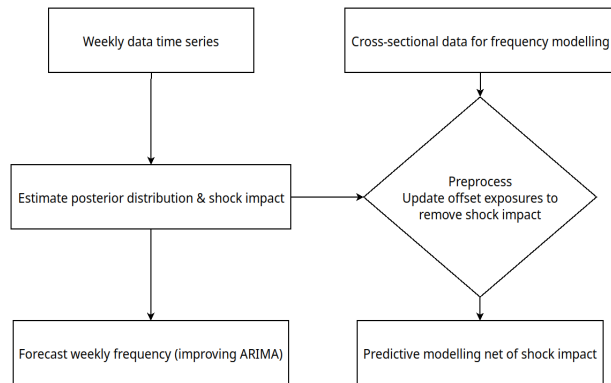 Weekly data time series
Cross-sectional data for frequency modelling
Estimate posterior distribution & shock impact
Preprocess
Update offset exposures to
remove shock impact
Forecast weekly frequency (improving ARIMA)
Predictive modelling net of shock impact